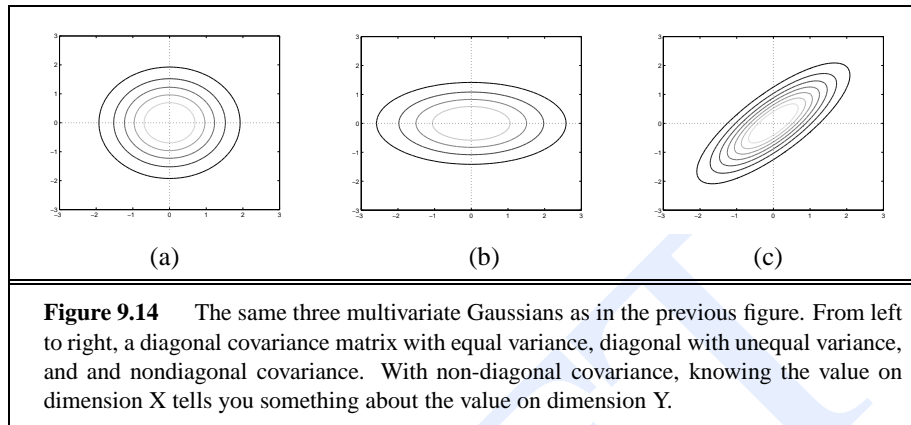 3
2
1
0
−1
−2
−3
−3 −2 −1 0 1 2 3
3
2
1
0
−1
−2
−3
−3 −2 −1 0 1 2 3
3
2
1
0
−1
−2
−3
−3 −2 −1 0 1 2 3
(a) (b) (c)
Figure 9.14 The same three multivariate Gaussians as in the previous figure. From left
to right, a diagonal covariance matrix with equal variance, diagonal with unequal variance,
and and nondiagonal covariance. With non-diagonal covariance, knowing the value on
dimension X tells you something about the value on dimension Y.